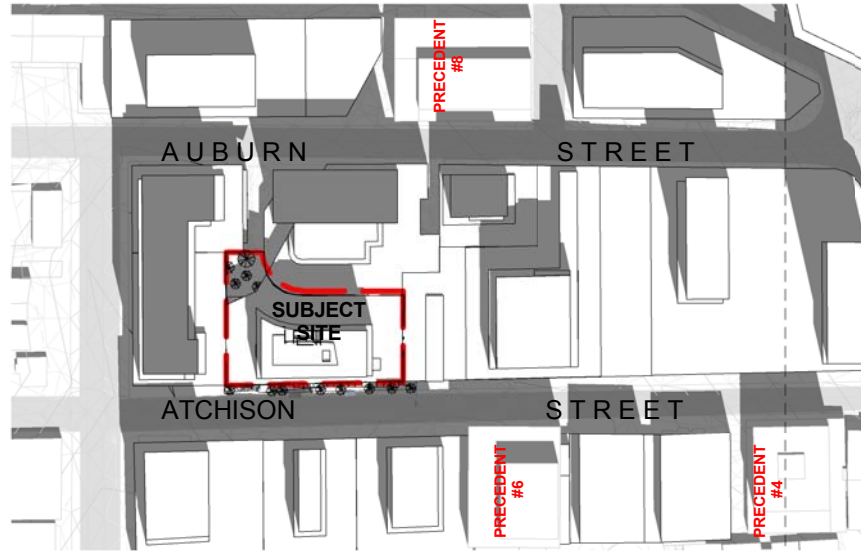 PRECEDENT
#8
AUBURN STREET
SUBJECT
SITE
ATCHISON STREET
PRECEDENT
#6
PRECEDENT
#4